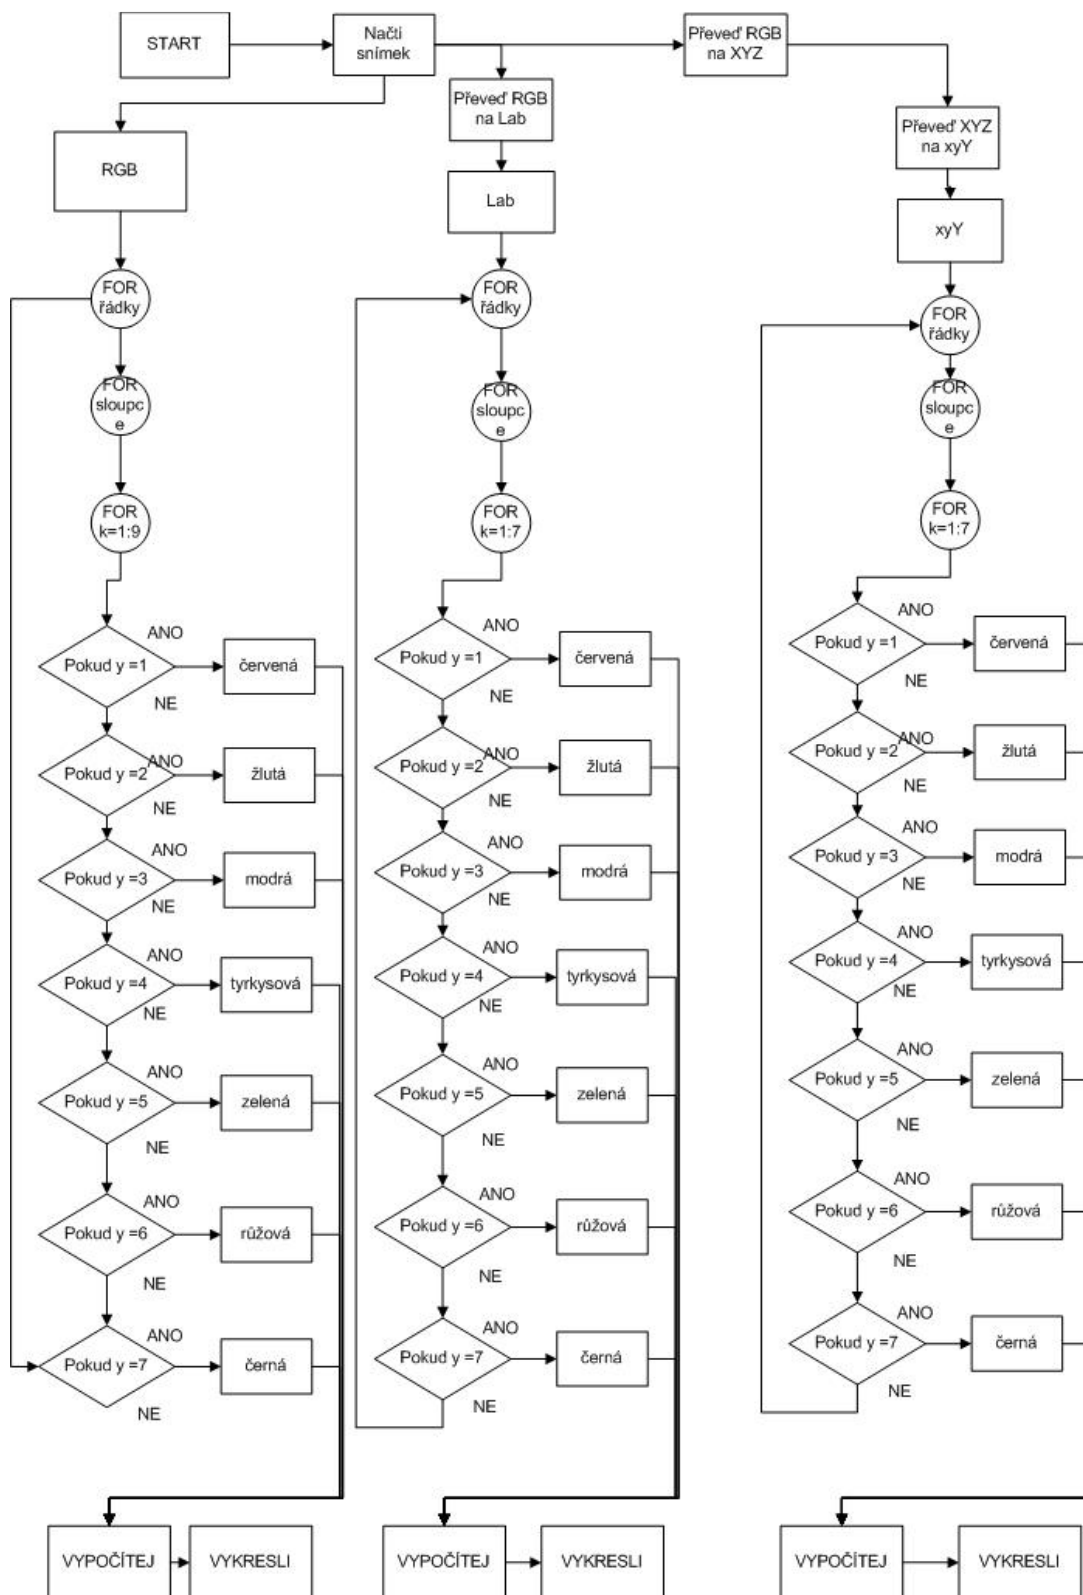 START
Načti
snímek
Převeď RGB
na XYZ
Převeď RGB
na Lab
Převeď XYZ
na xyY
RGB
Lab
xyY
FOR
řádky
FOR
sloupc
e
FOR
k=1:9
Pokud y =1
ANO
NE
červená
Pokud y =2
ANO
NE
žlutá
Pokud y =3
ANO
NE
modrá
Pokud y =4
ANO
NE
tyrkysová
Pokud y =5
ANO
NE
zelená
Pokud y =6
ANO
NE
růžová
Pokud y =7
ANO
NE
černá
VYPOČÍTEJ
VYKRESLI
FOR
řádky
FOR
sloupc
e
FOR
k=1:7
Pokud y =1
ANO
NE
červená
Pokud y =2
ANO
NE
žlutá
Pokud y =3
ANO
NE
modrá
Pokud y =4
ANO
NE
tyrkysová
Pokud y =5
ANO
NE
zelená
Pokud y =6
ANO
NE
růžová
Pokud y =7
ANO
NE
černá
VYPOČÍTEJ
VYKRESLI
FOR
řádky
FOR
sloupc
e
FOR
k=1:7
Pokud y =1
ANO
NE
červená
Pokud y =2
ANO
NE
žlutá
Pokud y =3
ANO
NE
modrá
Pokud y =4
ANO
NE
tyrkysová
Pokud y =5
ANO
NE
zelená
Pokud y =6
ANO
NE
růžová
Pokud y =7
ANO
NE
černá
VYPOČÍTEJ
VYKRESLI